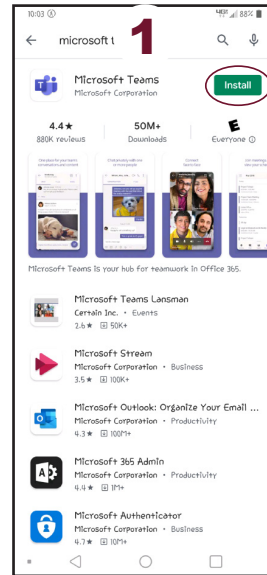 10:03
88%
1
microsoft t
Microsoft Teams
Microsoft Corporation
Install
4.4★
50M+
E
880K reviews
Downloads
Everyone
Microsoft Teams is your hub for teamwork in Office 365.
Microsoft Teams Lansman
Certain Inc. • Events
2.6★ 50K+
Microsoft Stream
Microsoft Corporation • Business
3.5★ 100K+
Microsoft Outlook: Organize Your Email ...
Microsoft Corporation • Productivity
4.3★ 100M+
Microsoft 365 Admin
Microsoft Corporation • Productivity
4.4★ 1M+
Microsoft Authenticator
Microsoft Corporation • Business
4.7★ 10M+